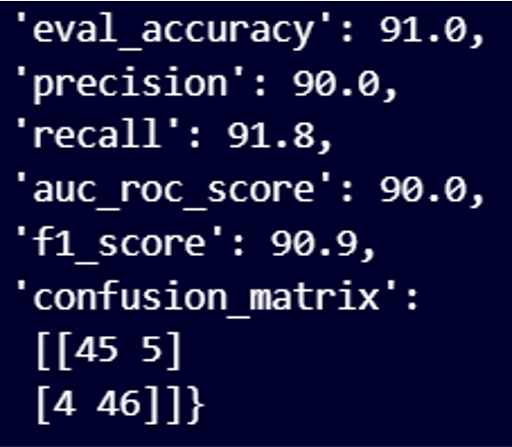 'eval_accuracy': 91.0,
'precision': 90.0,
'recall': 91.8,
'auc_roc_score': 90.0,
'f1_score': 90.9,
'confusion_matrix':
[[45 5]
[4 46]]}